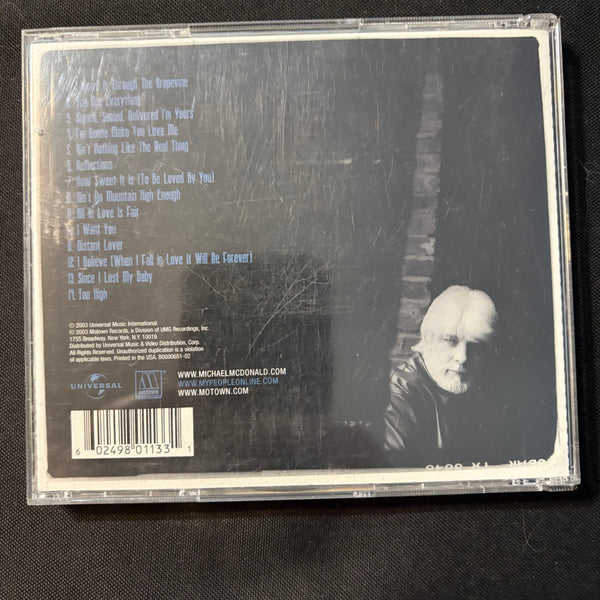 Heard It Through The Grapevine
You Are Everything
3. Signed, Sealed, Delivered I'm Yours
4. I'm Gonna Make You Love Me
5. Ain't Nothing Like The Real Thing
6. Reflections
7. How Sweet It Is (To Be Loved By You)
8. Ain't No Mountain High Enough
9. All In Love Is Fair
10. I Want You
11. Distant Lover
12. I Believe (When I Fall In Love It Will Be Forever)
13. Since I Lost My Baby
14. Too High
℗ 2003 Universal Music International.
© 2003 Motown Records, a Division of UMG Recordings, Inc.
1755 Broadway, New York, N.Y. 10019
Distributed by Universal Music & Video Distribution, Corp.
All Rights Reserved. Unauthorized duplication is a violation
of applicable laws. Printed in the USA. B0000651-02
UNIVERSAL
MOTOWN
WWW.MICHAELMCDONALD.COM
WWW.MYPEOPLEONLINE.COM
WWW.MOTOWN.COM
6 02498 01133 1